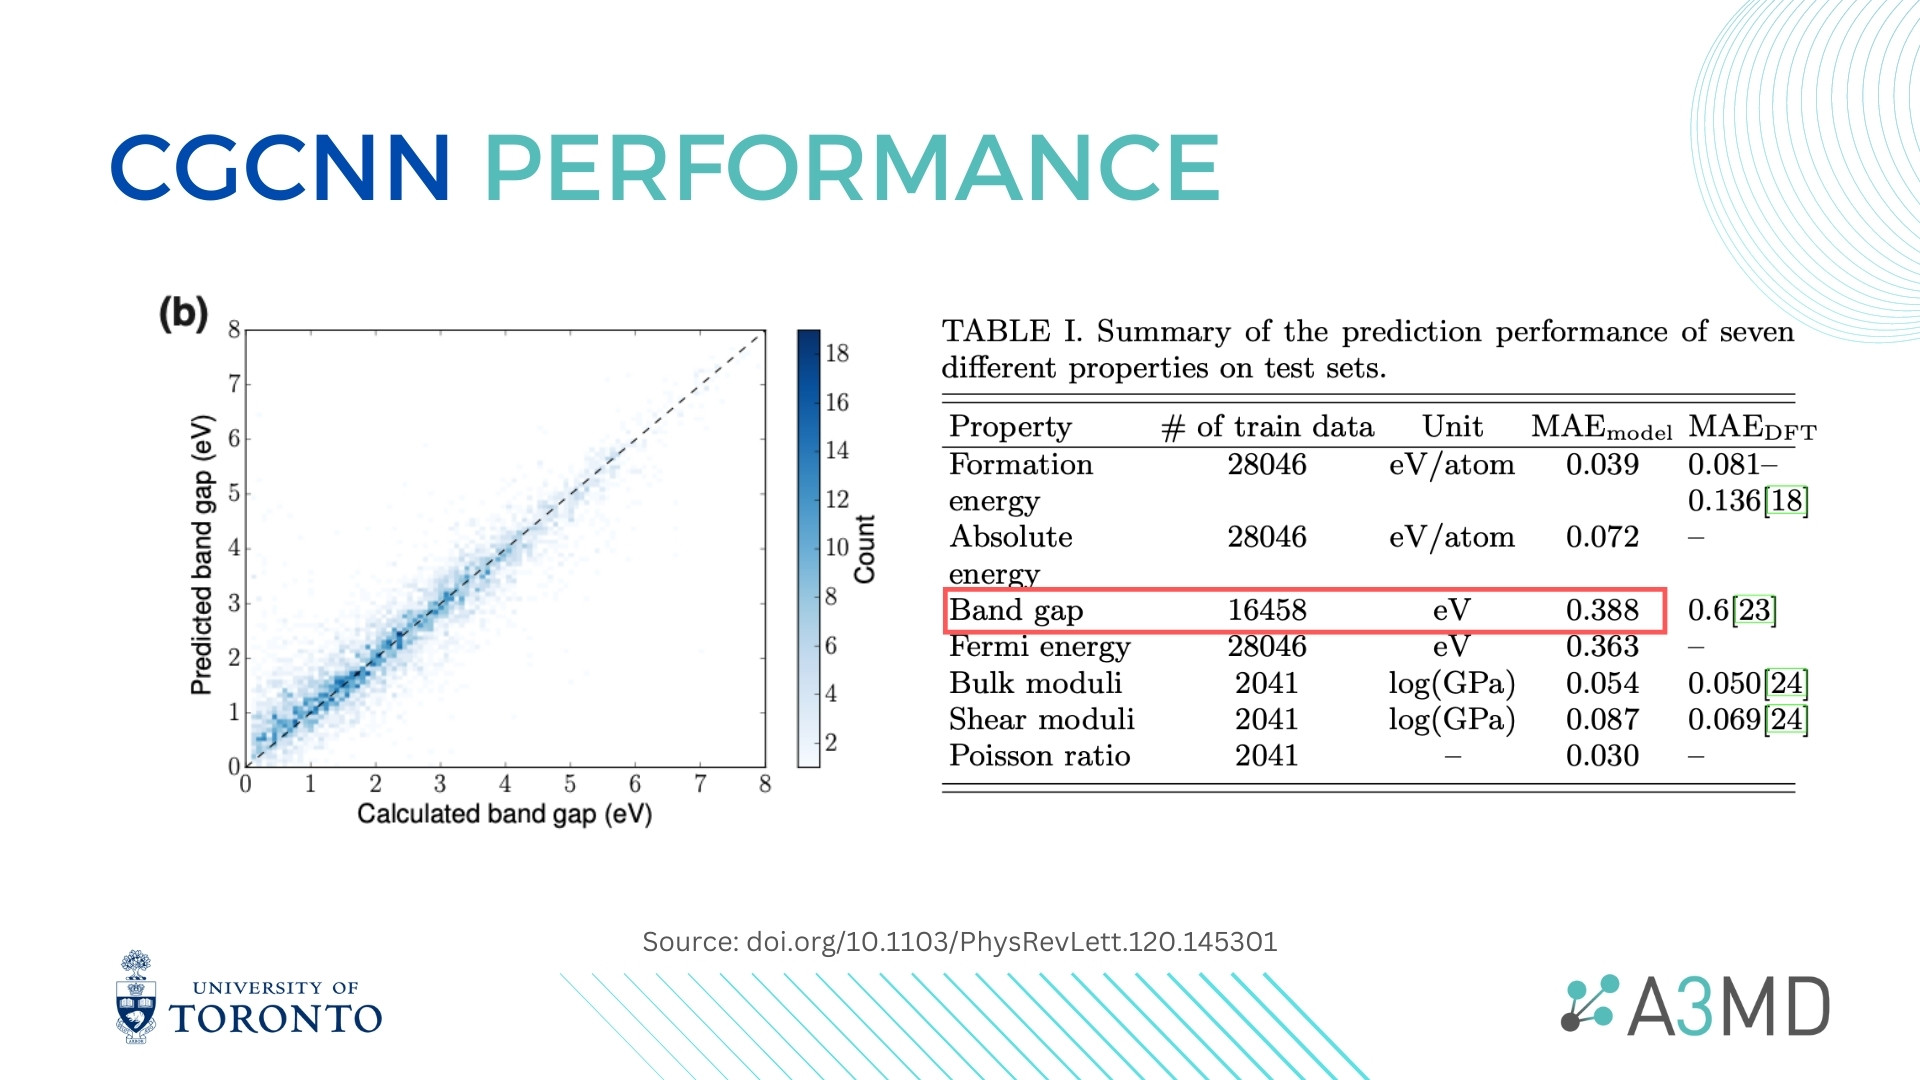 CGCNN PERFORMANCE
(b)
8
7
6
5
4
3
2
1
0
Predicted band gap (eV)
0 1 2 3 4 5 6 7 8
Calculated band gap (eV)
18
16
14
12
10
8
6
4
2
Count
TABLE I. Summary of the prediction performance of seven
different properties on test sets.
Property # of train data Unit MAEmodel MAEDFT
Formation 28046 eV/atom 0.039 0.081–
energy 0.136[18]
Absolute 28046 eV/atom 0.072 –
energy
Band gap 16458 eV 0.388 0.6[23]
Fermi energy 28046 eV 0.363 –
Bulk moduli 2041 log(GPa) 0.054 0.050[24]
Shear moduli 2041 log(GPa) 0.087 0.069[24]
Poisson ratio 2041 – 0.030 –
Source: doi.org/10.1103/PhysRevLett.120.145301
UNIVERSITY OF
TORONTO
A3MD